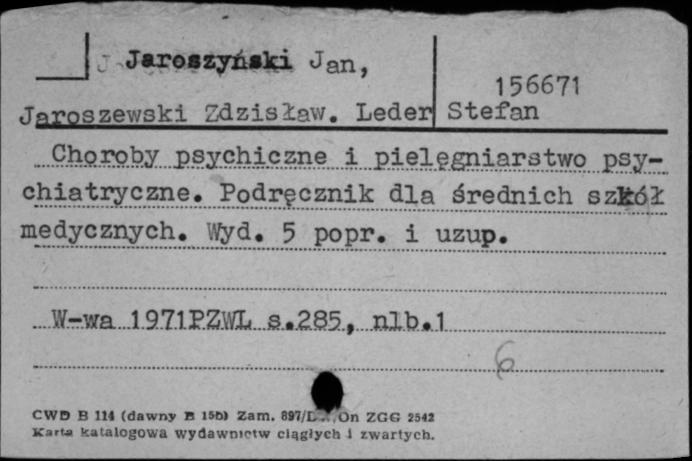 Jaroszyński Jan,
156671
Jaroszewski Zdzisław. Leder Stefan
Choroby psychiczne i pielęgniarstwo psy-
chiatryczne. Podręcznik dla średnich szkół
medycznych. Wyd. 5 popr. i uzup.
W-wa 1971PZWL s.285, nlb.1
6
CWD B 114 (dawny B 15b) Zam. 897/ On ZGG 2542
Karta katalogowa wydawnictw ciągłych i zwartych.